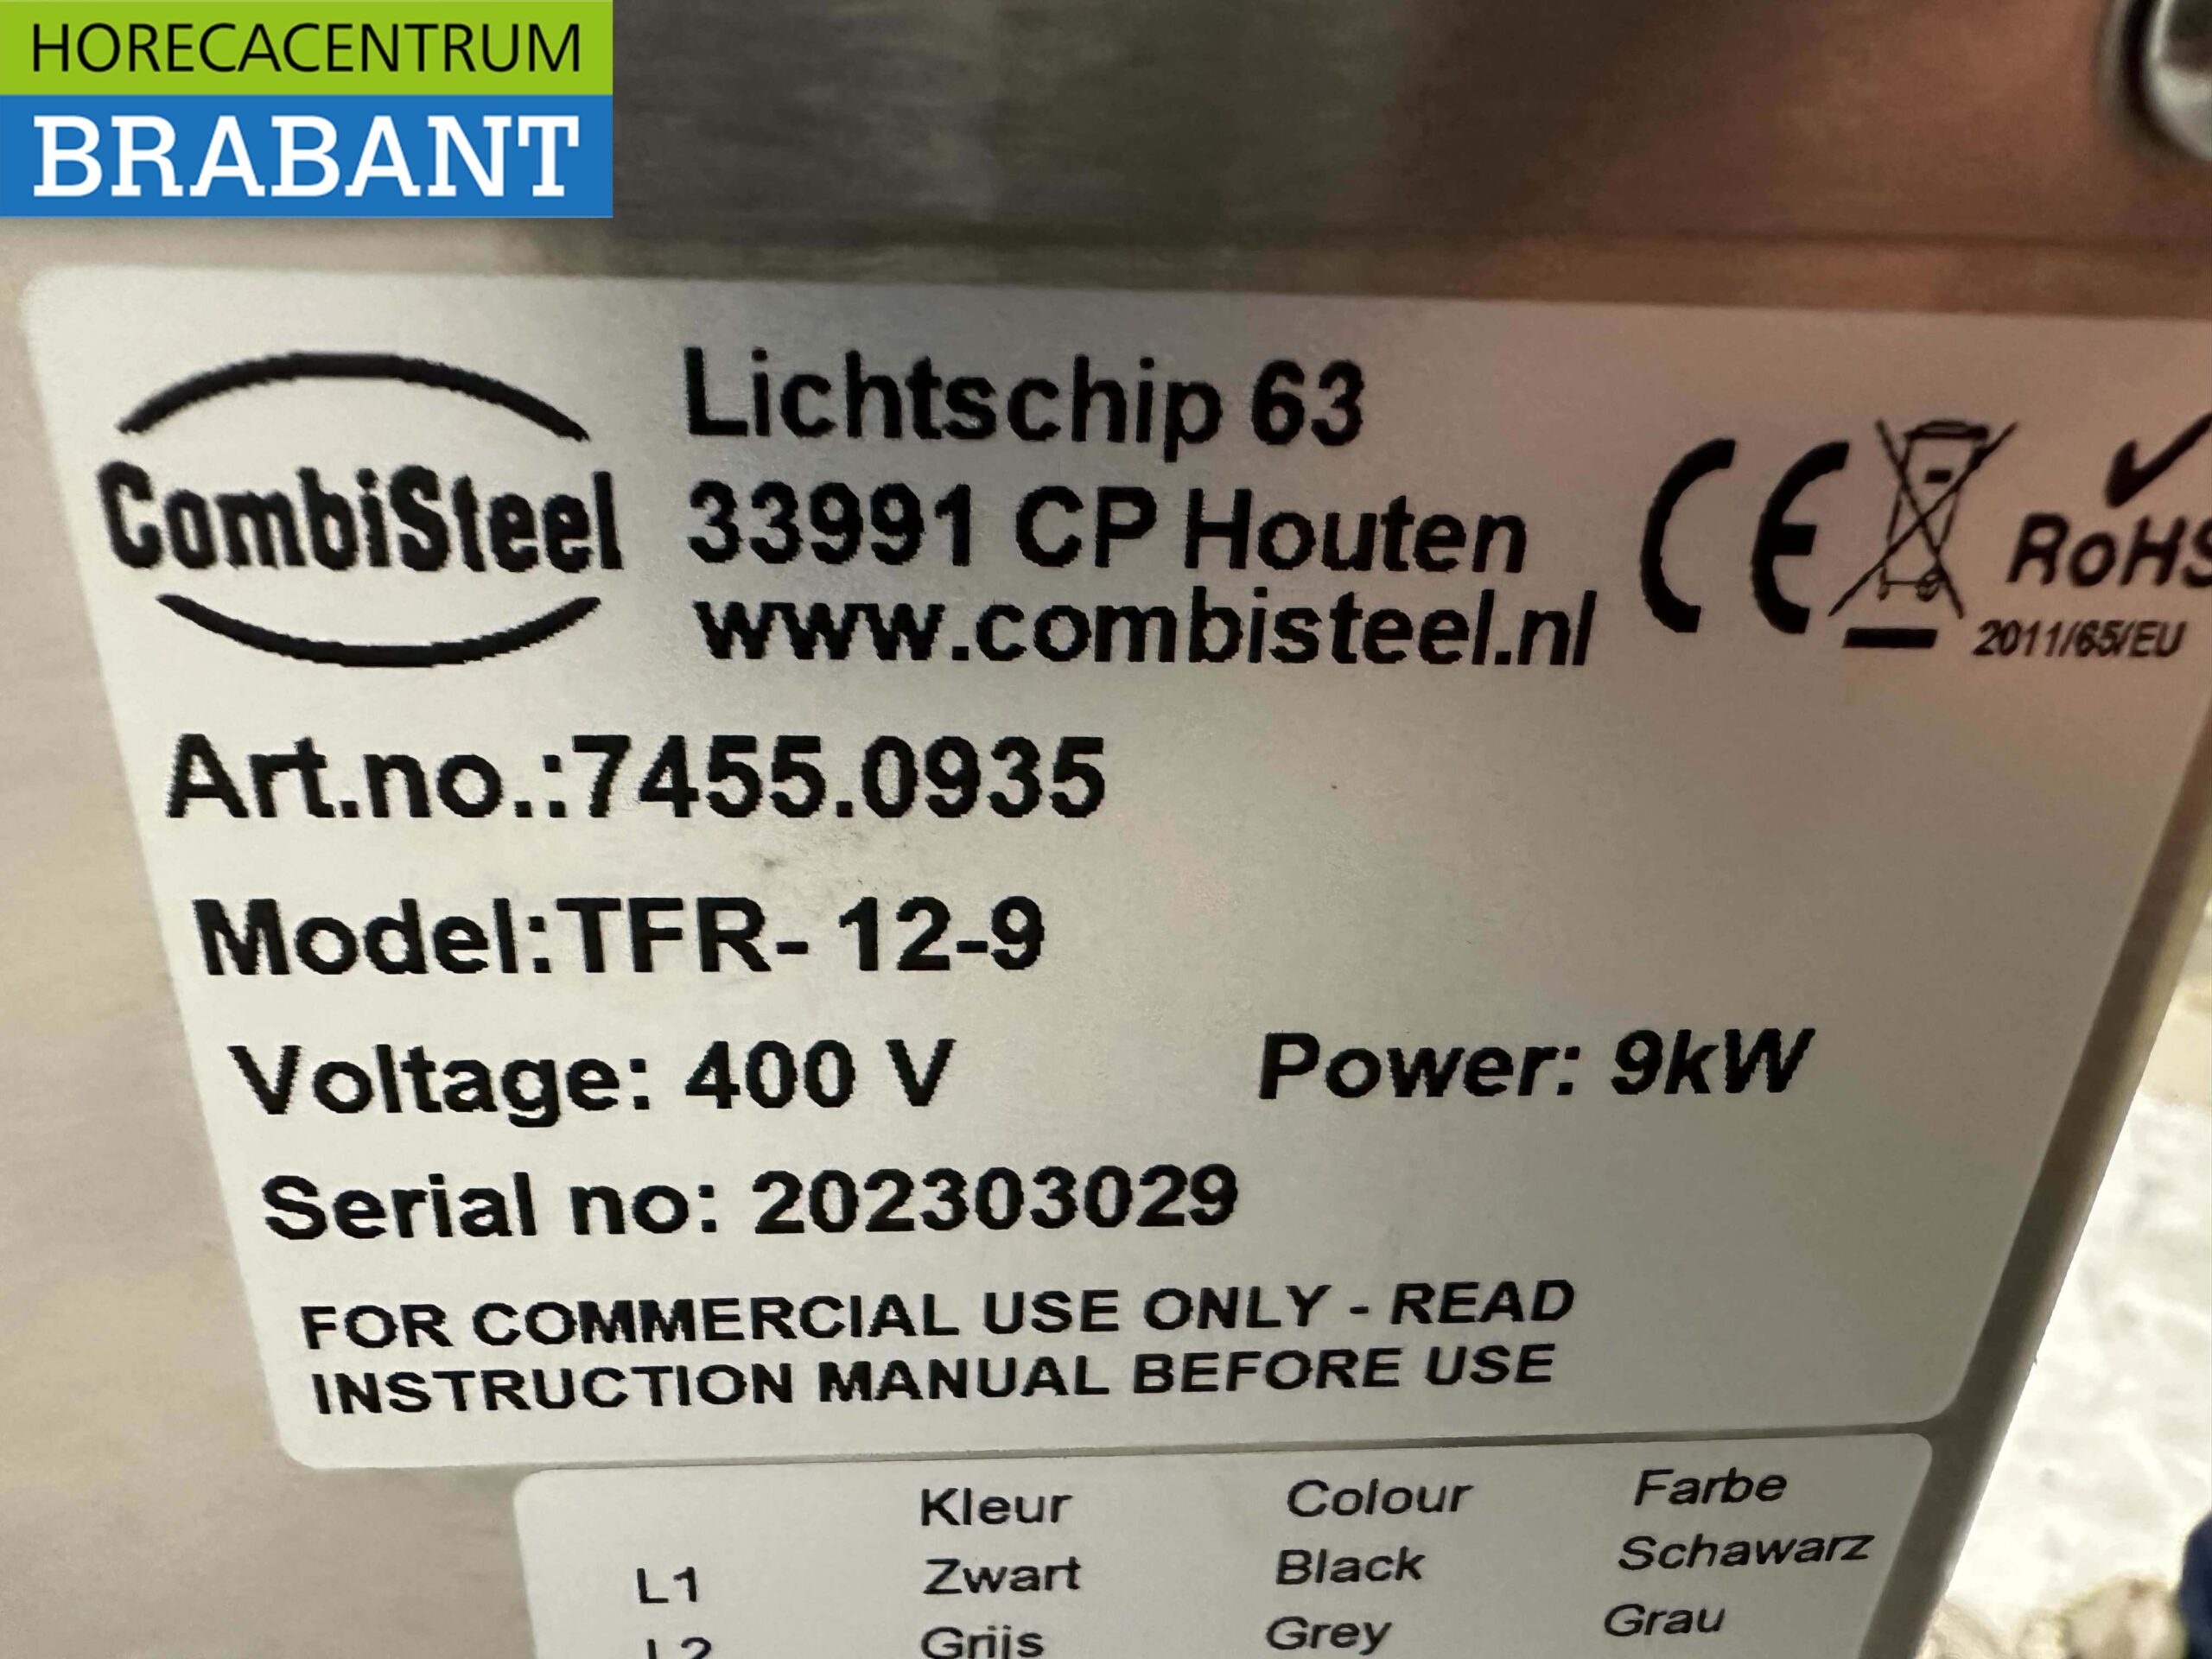 HORECACENTRUM
BRABANT
CombiSteel
Lichtschip 63
33991 CP Houten
www.combisteel.nl
CE
RoHS
2011/65/EU
Art.no.:7455.0935
Model:TFR- 12-9
Voltage: 400 V Power: 9kW
Serial no: 202303029
FOR COMMERCIAL USE ONLY - READ
INSTRUCTION MANUAL BEFORE USE
Kleur Colour Farbe
L1 Zwart Black Schawarz
L2 Grijs Grey Grau